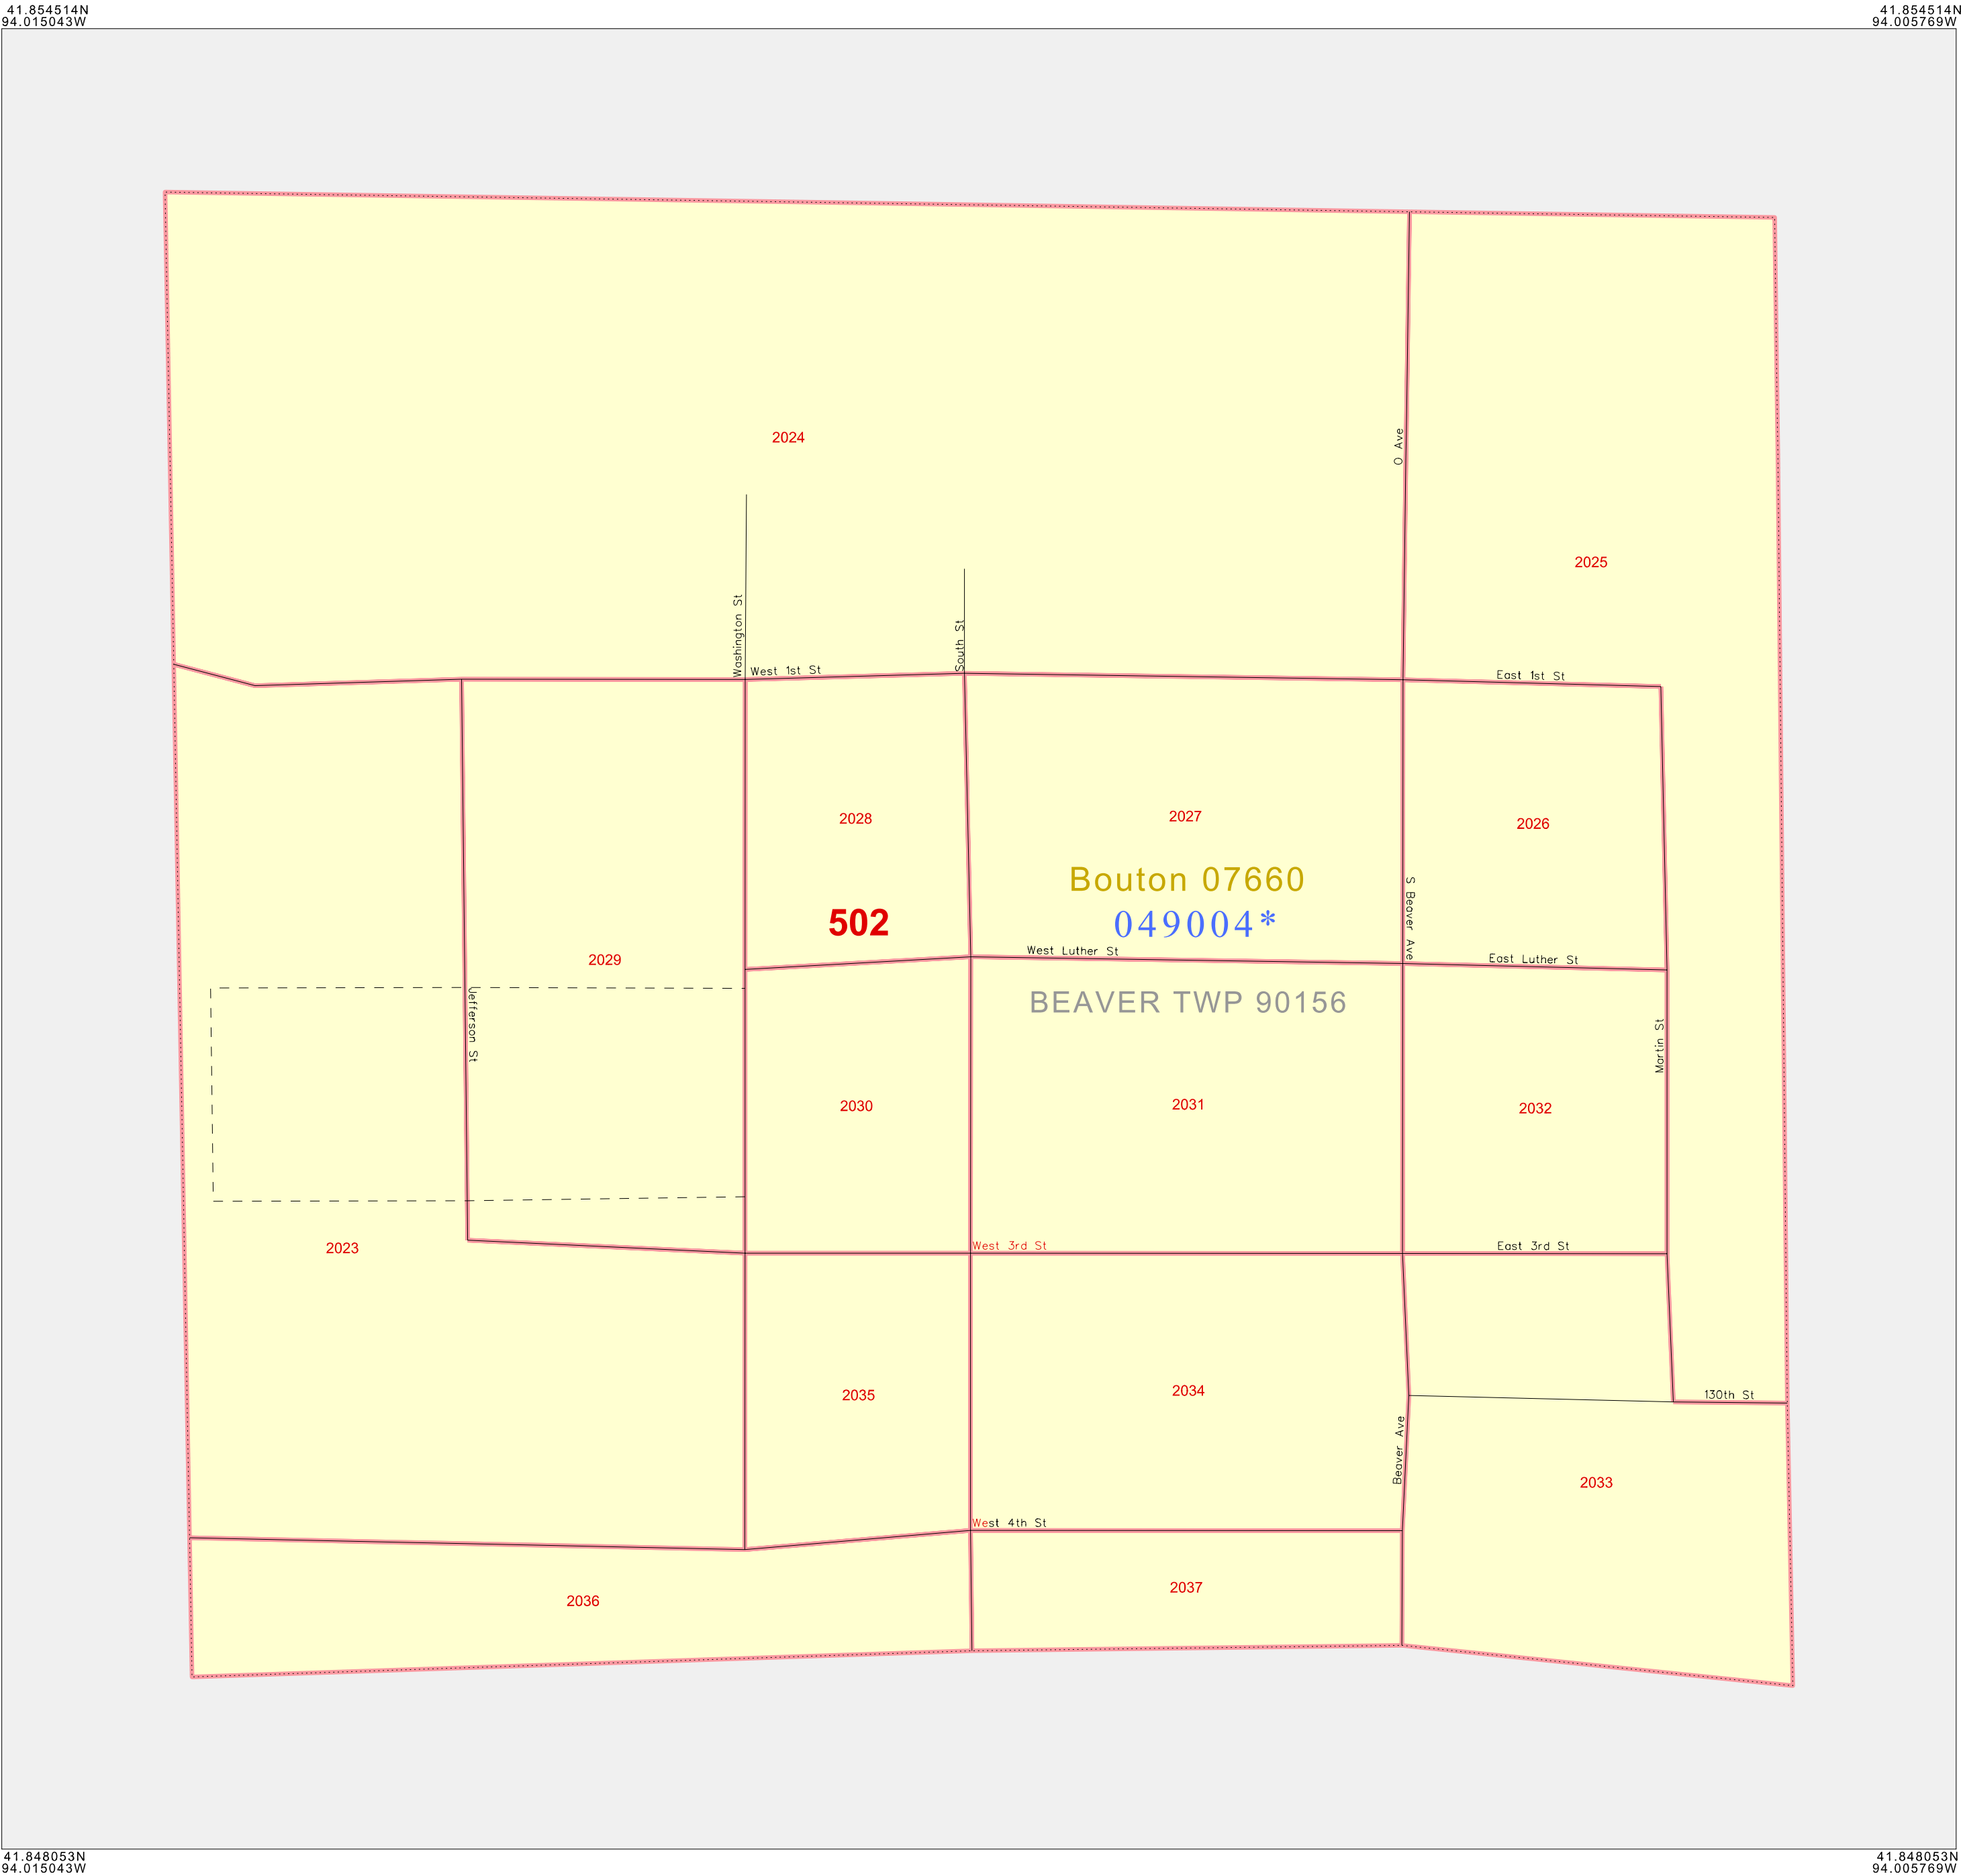 41.854514N
94.015043W
41.854514N
94.005769W
2024
O Ave
2025
Washington St
South St
West 1st St
East 1st St
2028
2027
2026
Bouton 07660
502
049004*
S Beaver Ave
2029
West Luther St
East Luther St
Jefferson St
BEAVER TWP 90156
Martin St
2030
2031
2032
2023
West 3rd St
East 3rd St
2035
2034
130th St
Beaver Ave
2033
West 4th St
2036
2037
41.848053N
94.015043W
41.848053N
94.005769W